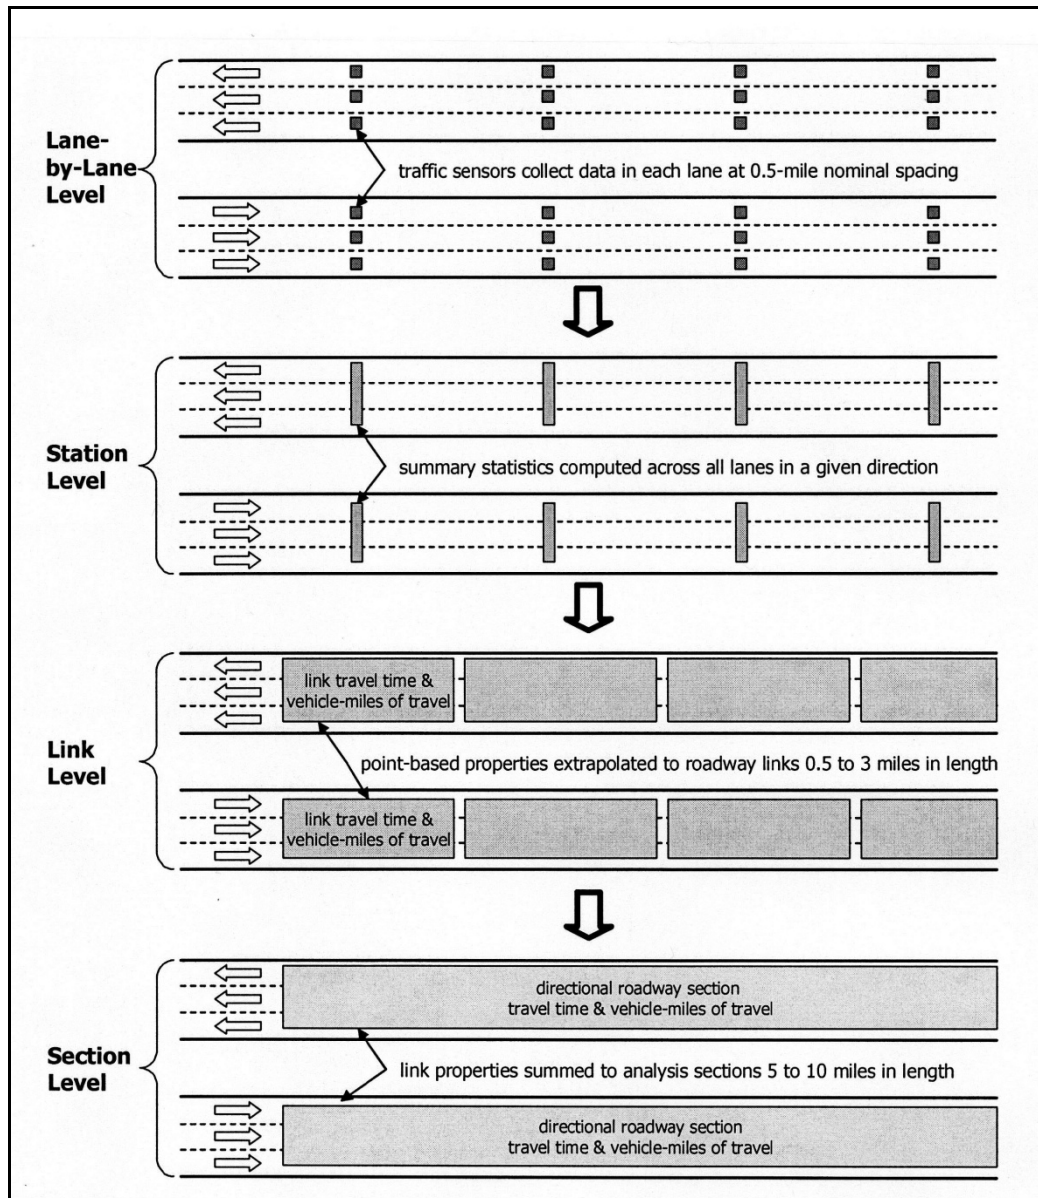 Lane-
by-Lane
Level
traffic sensors collect data in each lane at 0.5-mile nominal spacing
Station
Level
summary statistics computed across all lanes in a given direction
Link
Level
link travel time &
vehicle-miles of travel
point-based properties extrapolated to roadway links 0.5 to 3 miles in length
link travel time &
vehicle-miles of travel
Section
Level
directional roadway section
travel time & vehicle-miles of travel
link properties summed to analysis sections 5 to 10 miles in length
directional roadway section
travel time & vehicle-miles of travel